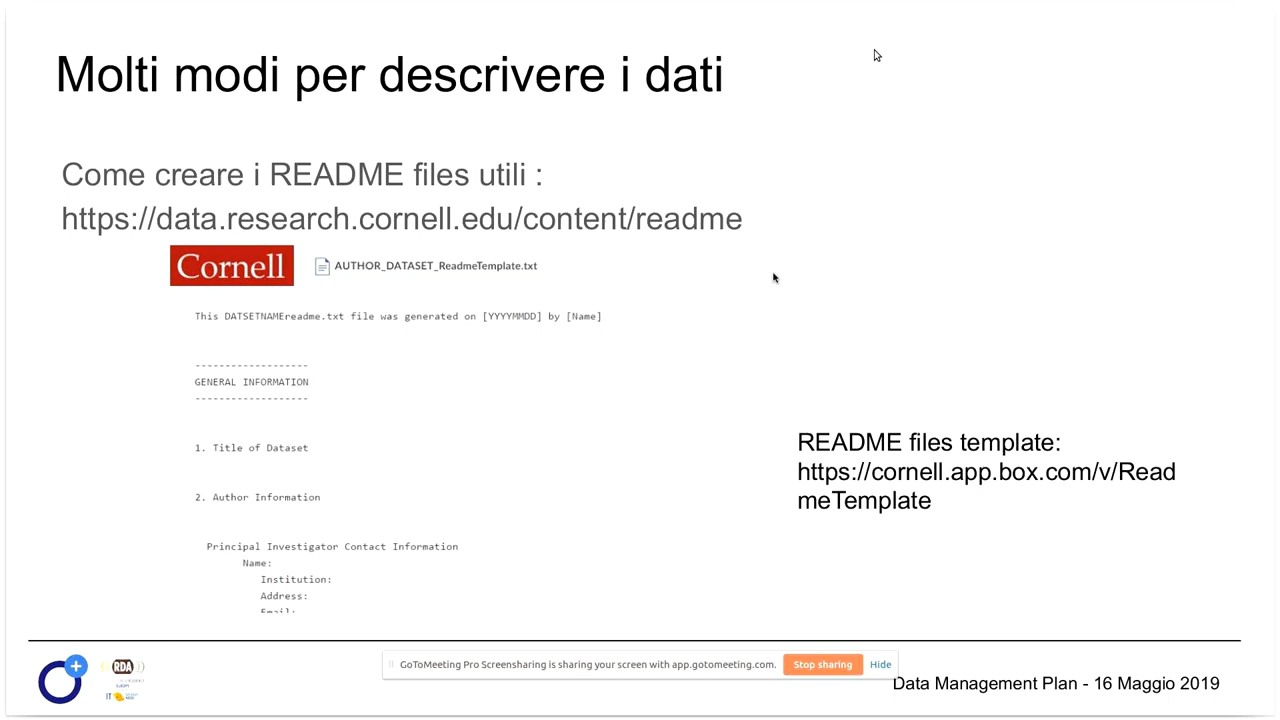 Molti modi per descrivere i dati
Come creare i README files utili :
https://data.research.cornell.edu/content/readme
Cornell
AUTHOR_DATASET_ReadmeTemplate.txt
This DATSETNAMEreadme.txt file was generated on [YYYYMMDD] by [Name]
-------------------
GENERAL INFORMATION
-------------------
1. Title of Dataset
2. Author Information
Principal Investigator Contact Information
Name:
Institution:
Address:
Email:
README files template:
https://cornell.app.box.com/v/Read
meTemplate
RDA
IT
GoToMeeting Pro Screensharing is sharing your screen with app.gotomeeting.com.
Stop sharing
Hide
Data Management Plan - 16 Maggio 2019